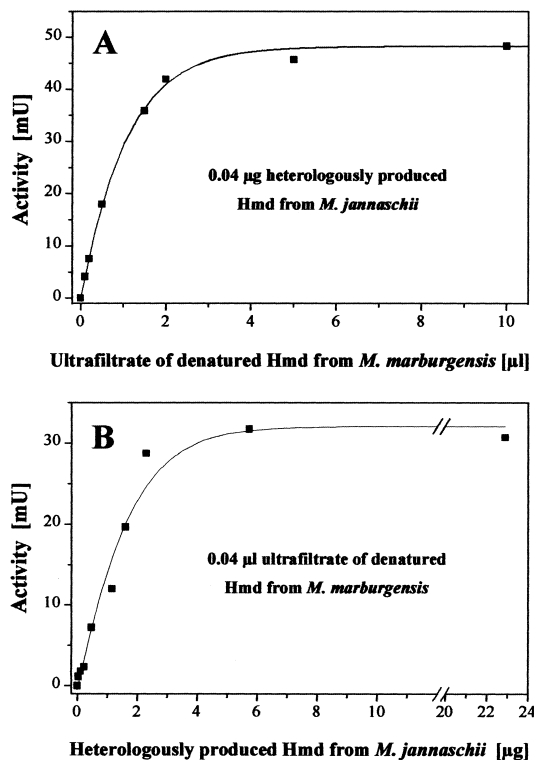 A
50
40
30
20
10
0
Activity [mU]
0.04 µg heterologously produced
Hmd from M. jannaschii
0 2 4 6 8 10
Ultrafiltrate of denatured Hmd from M. marburgensis [µl]
B
30
20
10
0
Activity [mU]
0.04 µl ultrafiltrate of denatured
Hmd from M. marburgensis
0 2 4 6 8 10 20 22 24
Heterologously produced Hmd from M. jannaschii [µg]